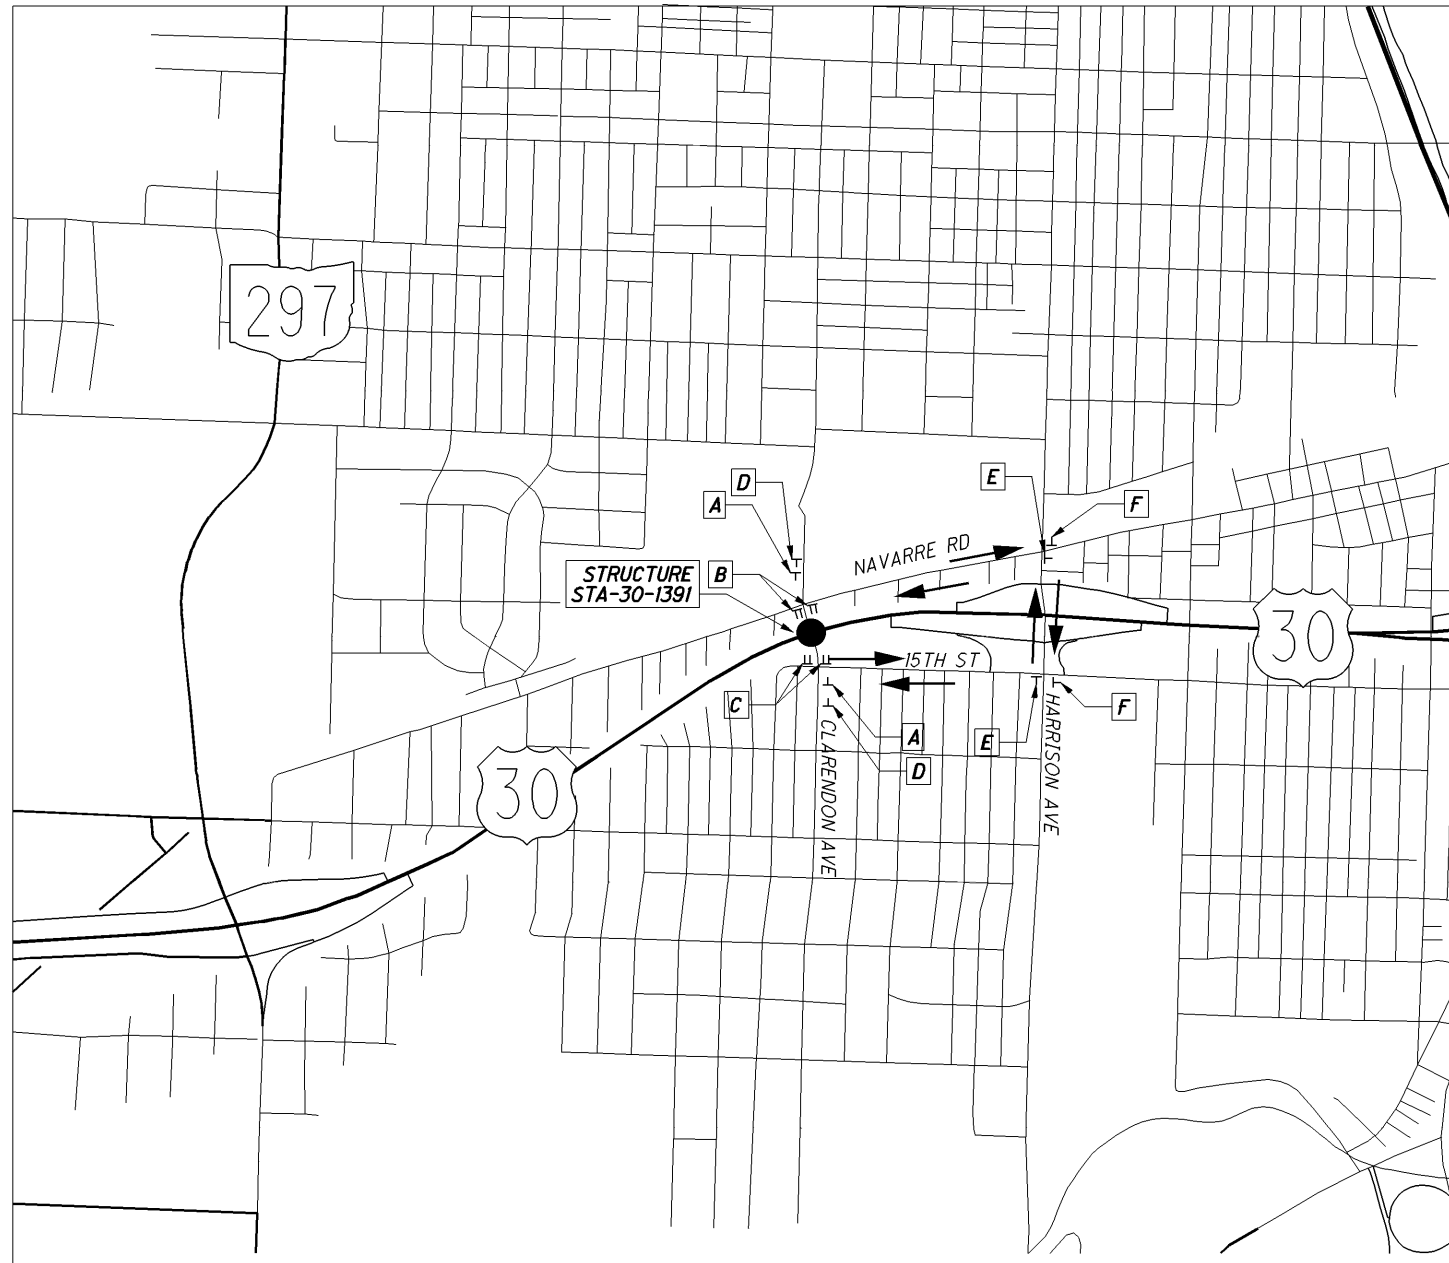 297
D
A
E
F
NAVARRE RD
STRUCTURE
STA-30-1391
B
30
15TH ST
C
A
E
F
D
CLARENDON AVE
HARRISON AVE
30